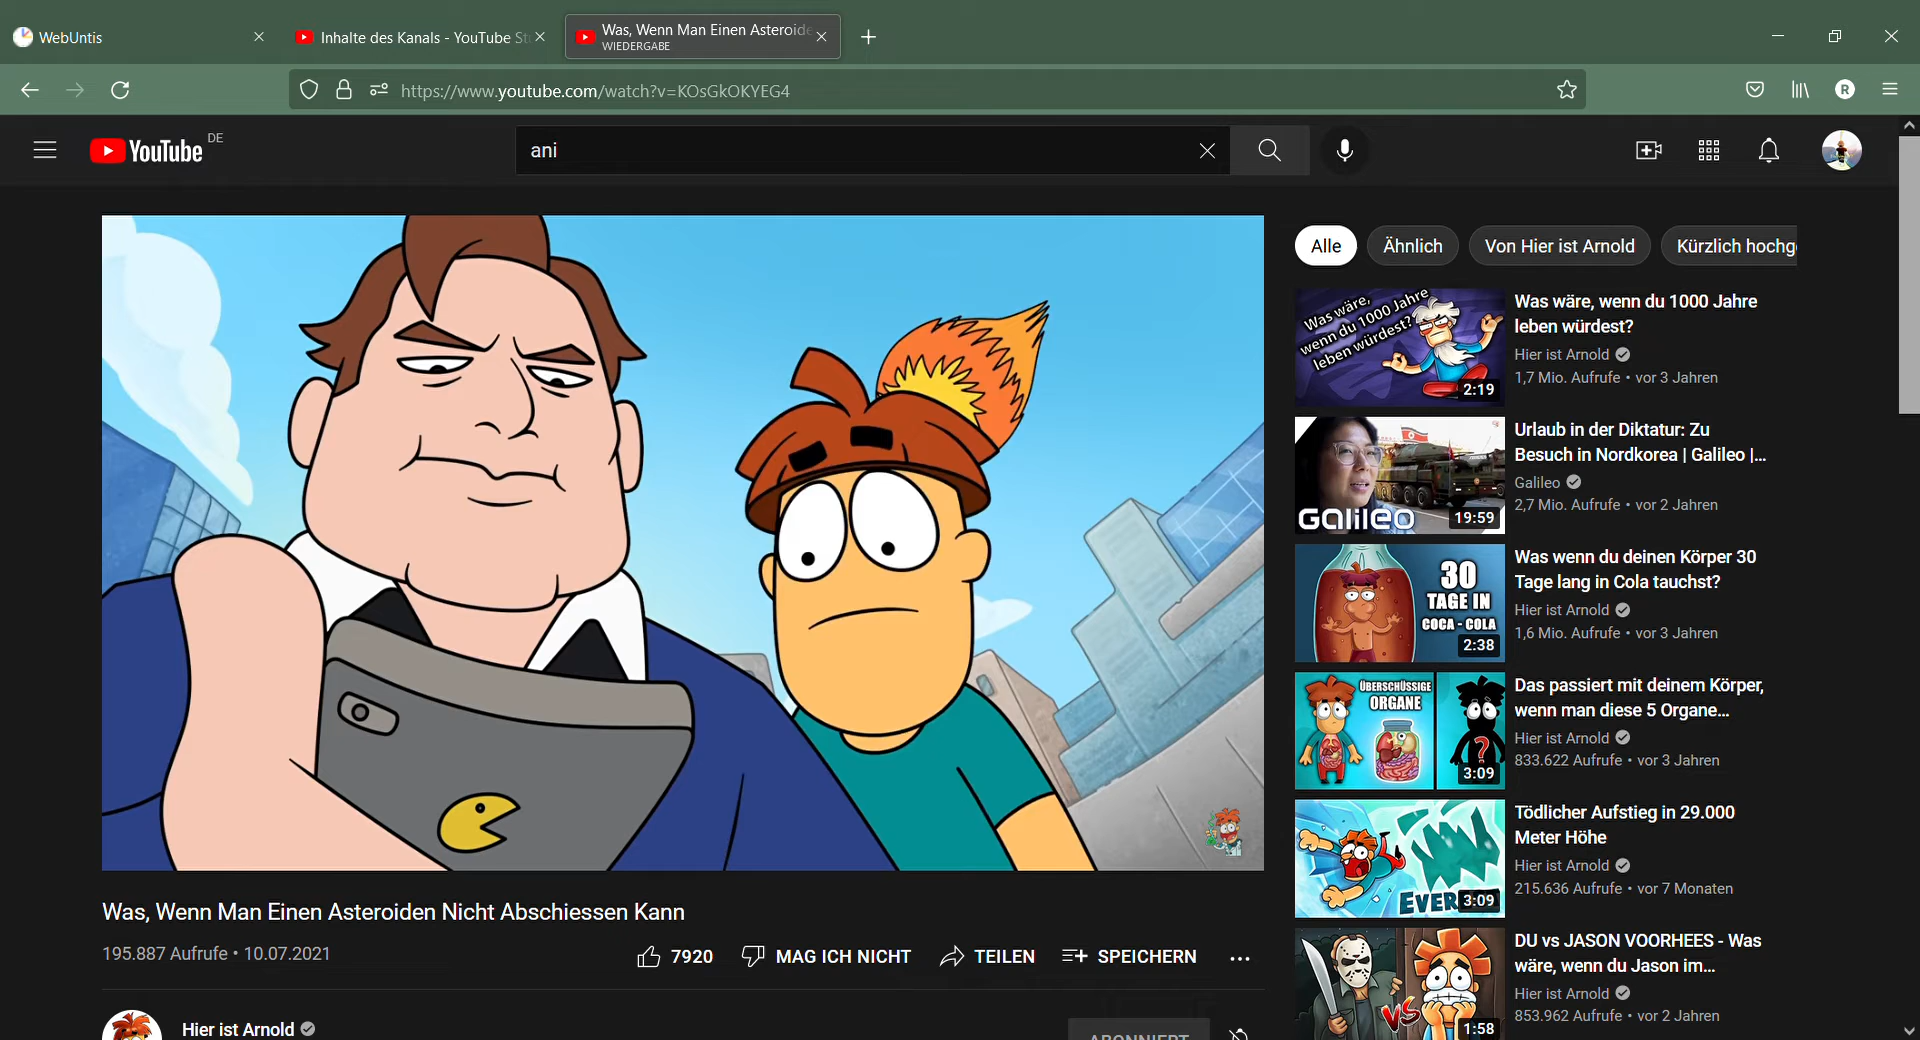 WebUntis
Inhalte des Kanals - YouTube St
Was, Wenn Man Einen Asteroide
WIEDERGABE
https://www.youtube.com/watch?v=KOsGkOKYEG4
R
YouTube DE
ani
Alle
Ähnlich
Von Hier ist Arnold
Kürzlich hochg
Was wäre,
wenn du 1000 Jahre
leben würdest?
2:19
Was wäre, wenn du 1000 Jahre
leben würdest?
Hier ist Arnold
1,7 Mio. Aufrufe • vor 3 Jahren
Galileo
19:59
Urlaub in der Diktatur: Zu
Besuch in Nordkorea | Galileo |...
Galileo
2,7 Mio. Aufrufe • vor 2 Jahren
30
TAGE IN
COCA - COLA
2:38
Was wenn du deinen Körper 30
Tage lang in Cola tauchst?
Hier ist Arnold
1,6 Mio. Aufrufe • vor 3 Jahren
ÜBERSCHÜSSIGE
ORGANE
?
3:09
Das passiert mit deinem Körper,
wenn man diese 5 Organe...
Hier ist Arnold
833.622 Aufrufe • vor 3 Jahren
EVER
3:09
Tödlicher Aufstieg in 29.000
Meter Höhe
Hier ist Arnold
215.636 Aufrufe • vor 7 Monaten
VS
1:58
DU vs JASON VOORHEES - Was
wäre, wenn du Jason im...
Hier ist Arnold
853.962 Aufrufe • vor 2 Jahren
Was, Wenn Man Einen Asteroiden Nicht Abschiessen Kann
195.887 Aufrufe • 10.07.2021
7920
MAG ICH NICHT
TEILEN
SPEICHERN
Hier ist Arnold
ABONNIERT